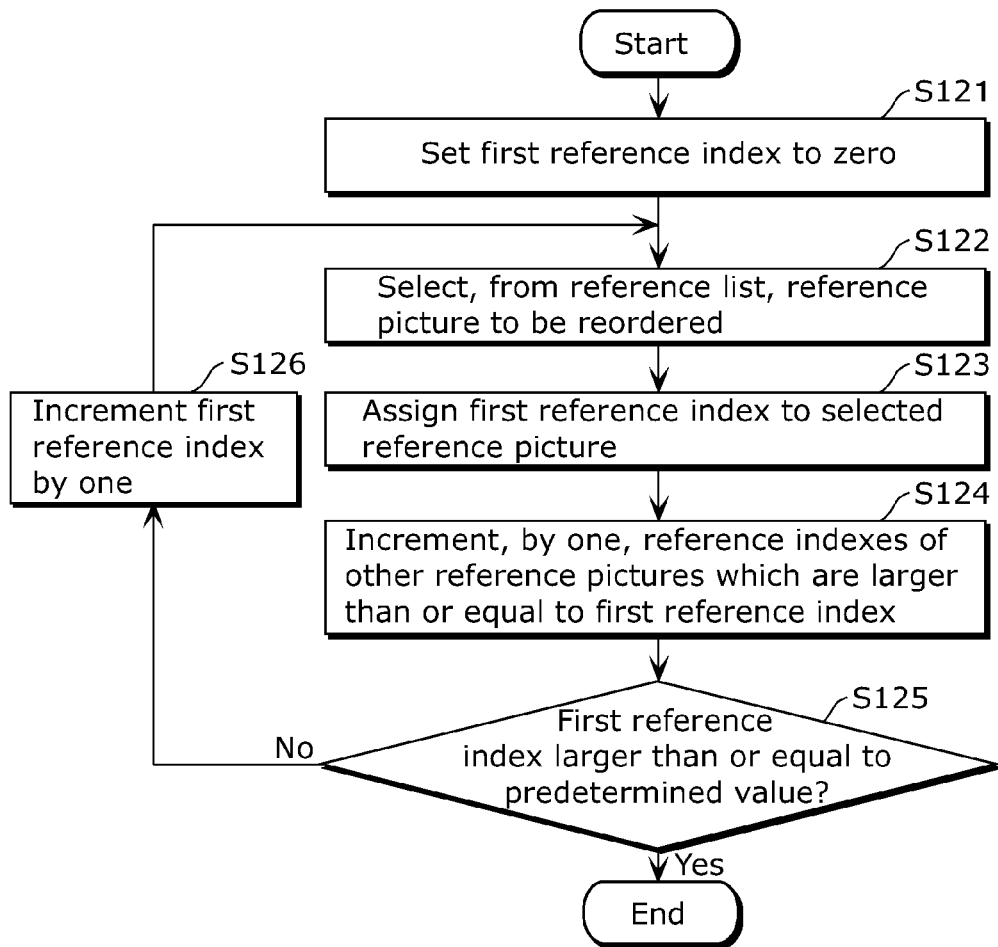 Start
S121
Set first reference index to zero
S122
Select, from reference list, reference
picture to be reordered
S126
Increment first
reference index
by one
S123
Assign first reference index to selected
reference picture
S124
Increment, by one, reference indexes of
other reference pictures which are larger
than or equal to first reference index
S125
First reference
index larger than or equal to
predetermined value?
No
Yes
End